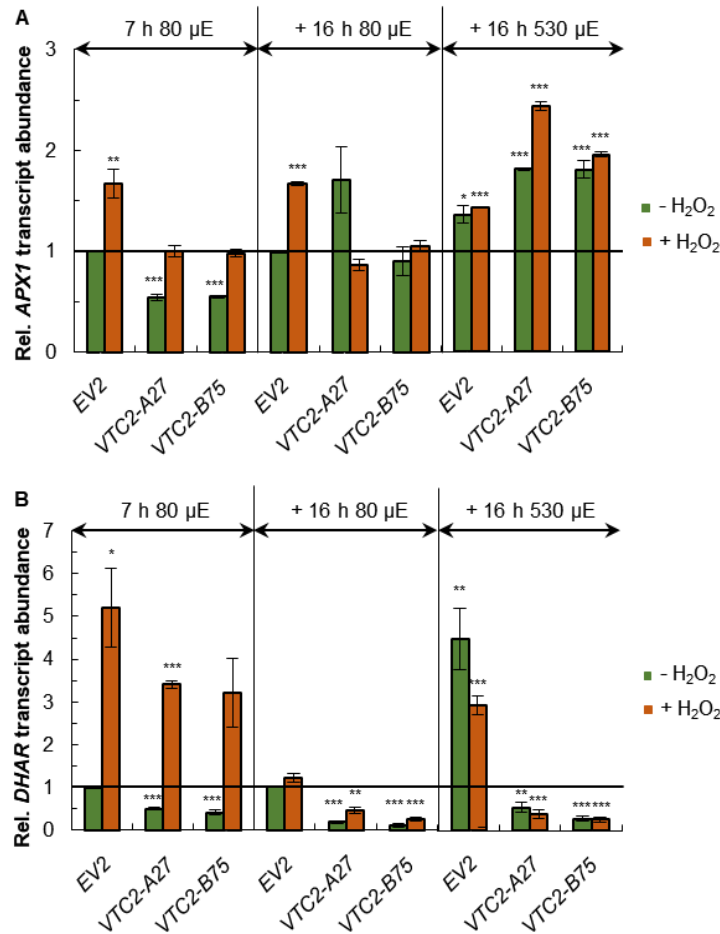 A
7 h 80 µE
+ 16 h 80 µE
+ 16 h 530 µE
Rel. APX1 transcript abundance
3
2
1
0
** *** *** *** *** * *** *** *** *** ***
- H₂O₂
+ H₂O₂
EV2 VTC2-A27 VTC2-B75 EV2 VTC2-A27 VTC2-B75 EV2 VTC2-A27 VTC2-B75
B
7 h 80 µE
+ 16 h 80 µE
+ 16 h 530 µE
Rel. DHAR transcript abundance
7
6
5
4
3
2
1
0
* *** *** *** *** ** *** *** ** *** ** *** *** ***
- H₂O₂
+ H₂O₂
EV2 VTC2-A27 VTC2-B75 EV2 VTC2-A27 VTC2-B75 EV2 VTC2-A27 VTC2-B75